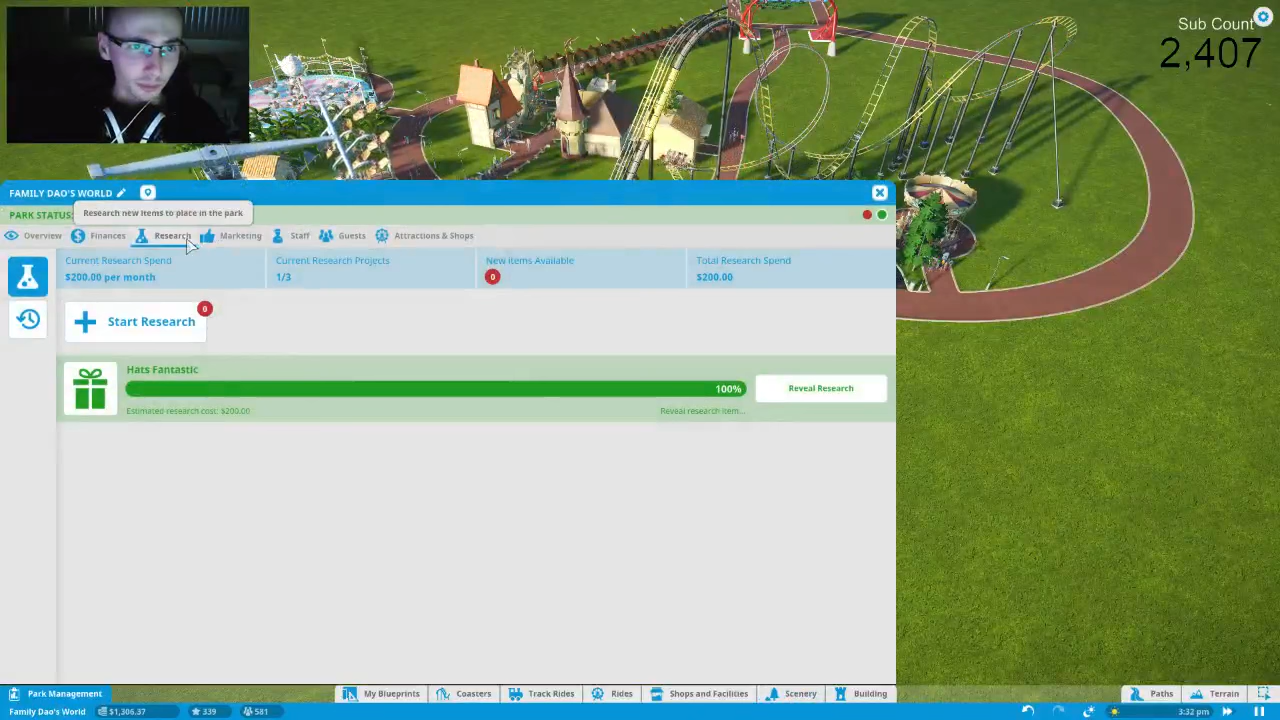 Sub Count
2,407
FAMILY DAO'S WORLD
PARK STATUS:
Research new items to place in the park
Overview Finances Research Marketing Staff Guests Attractions & Shops
Current Research Spend
$200.00 per month
Current Research Projects
1/3
New Items Available
0
Total Research Spend
$200.00
Start Research
0
Hats Fantastic
100%
Reveal Research
Estimated research cost: $200.00
Reveal research item...
Park Management
My Blueprints Coasters Track Rides Rides Shops and Facilities Scenery Building Paths Terrain
Family Dao's World $1,306.37 339 581 3:32 pm